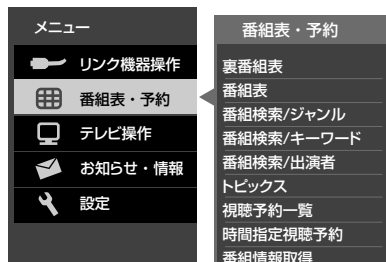 メニュー
リンク機器操作
番組表・予約
テレビ操作
お知らせ・情報
設定
番組表・予約
裏番組表
番組表
番組検索/ジャンル
番組検索/キーワード
番組検索/出演者
トピックス
視聴予約一覧
時間指定視聴予約
番組情報取得